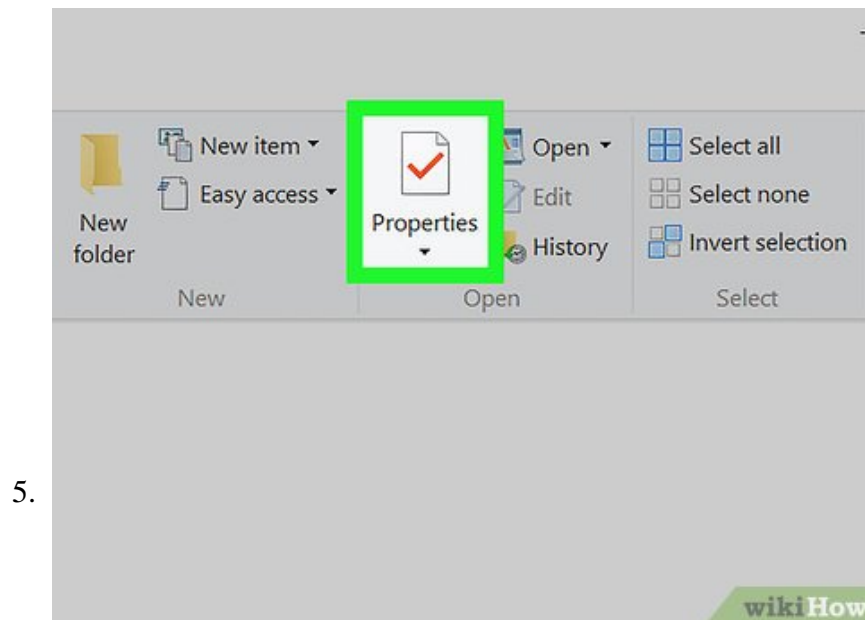 New item
Easy access
New
folder
New
Properties
Open
Edit
History
Open
Select all
Select none
Invert selection
Select
5.
wikiHow